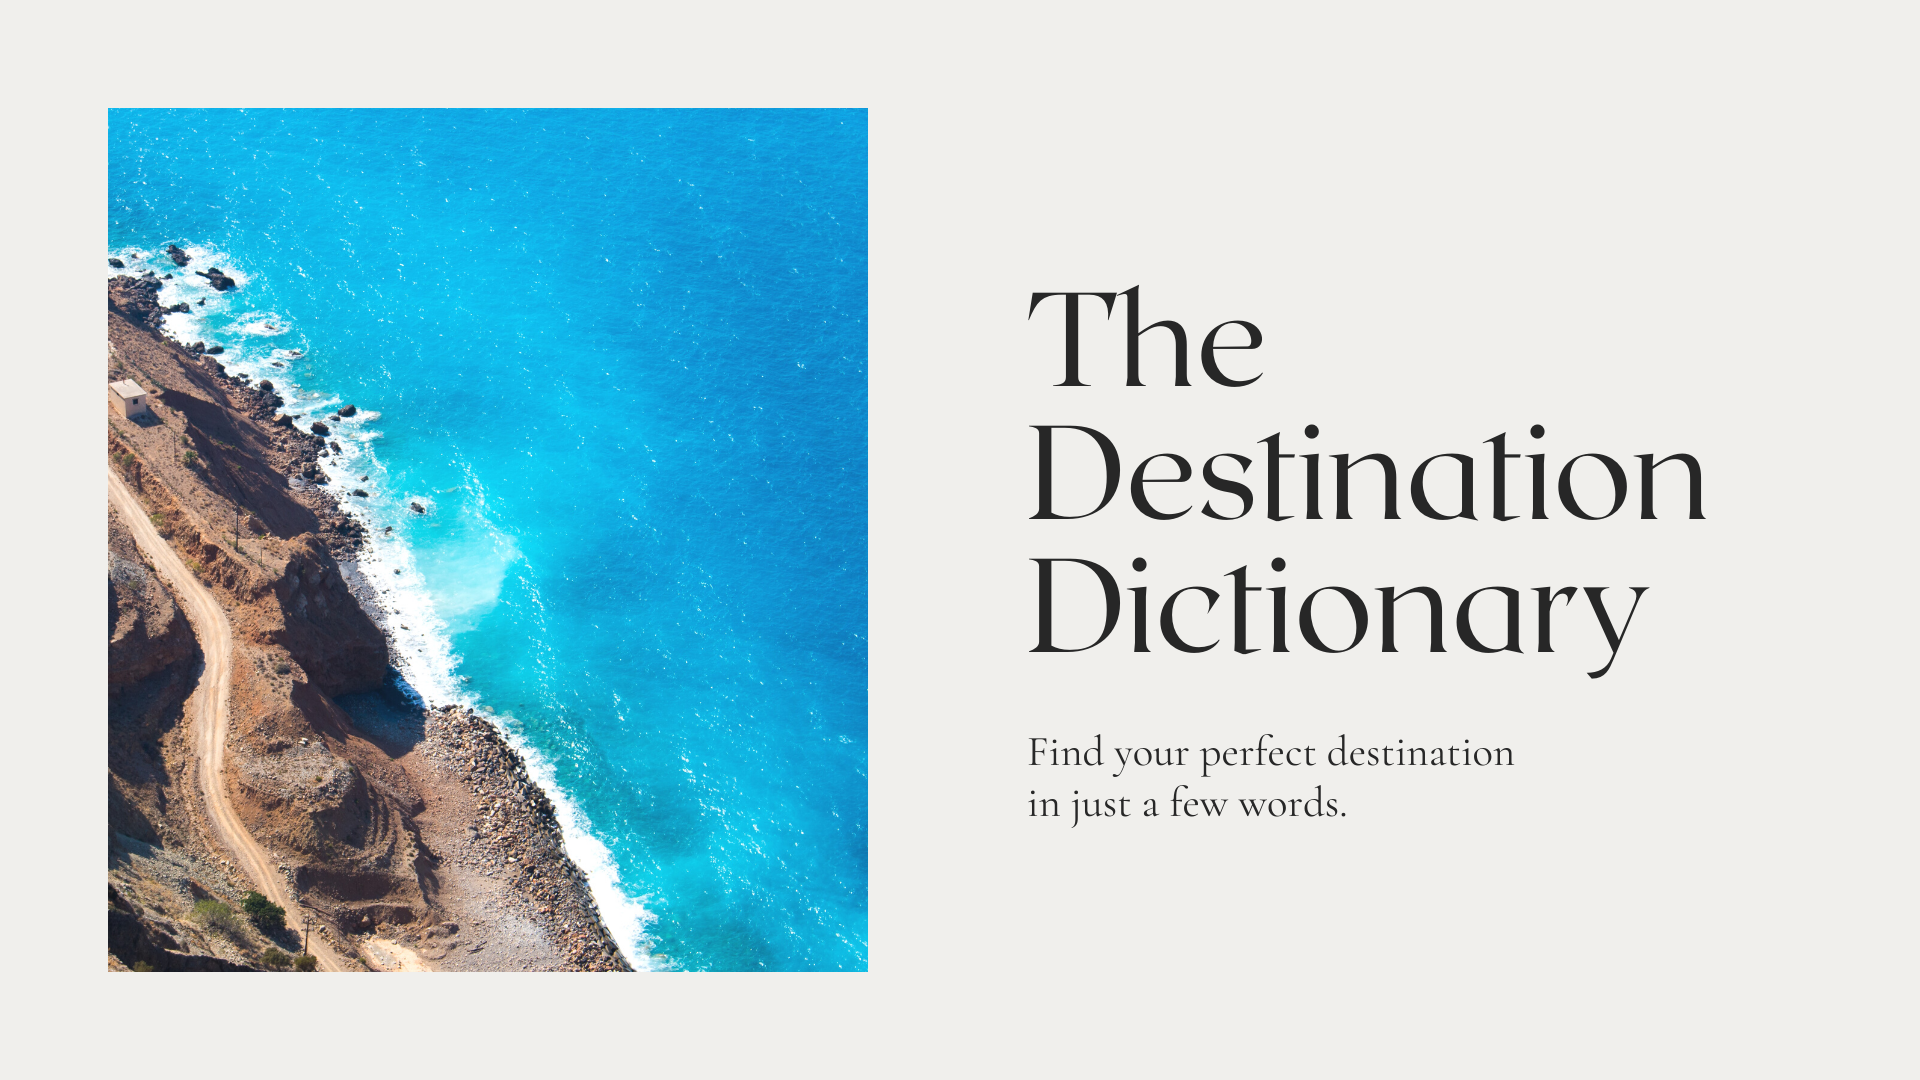 The
Destination
Dictionary
Find your perfect destination
in just a few words.